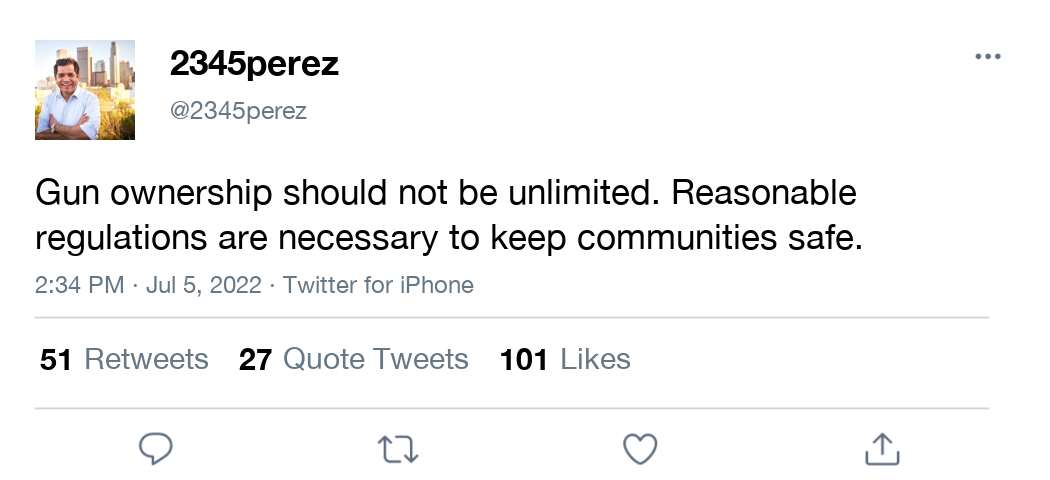 2345perez
@2345perez
Gun ownership should not be unlimited. Reasonable
regulations are necessary to keep communities safe.
2:34 PM · Jul 5, 2022 · Twitter for iPhone
51 Retweets 27 Quote Tweets 101 Likes